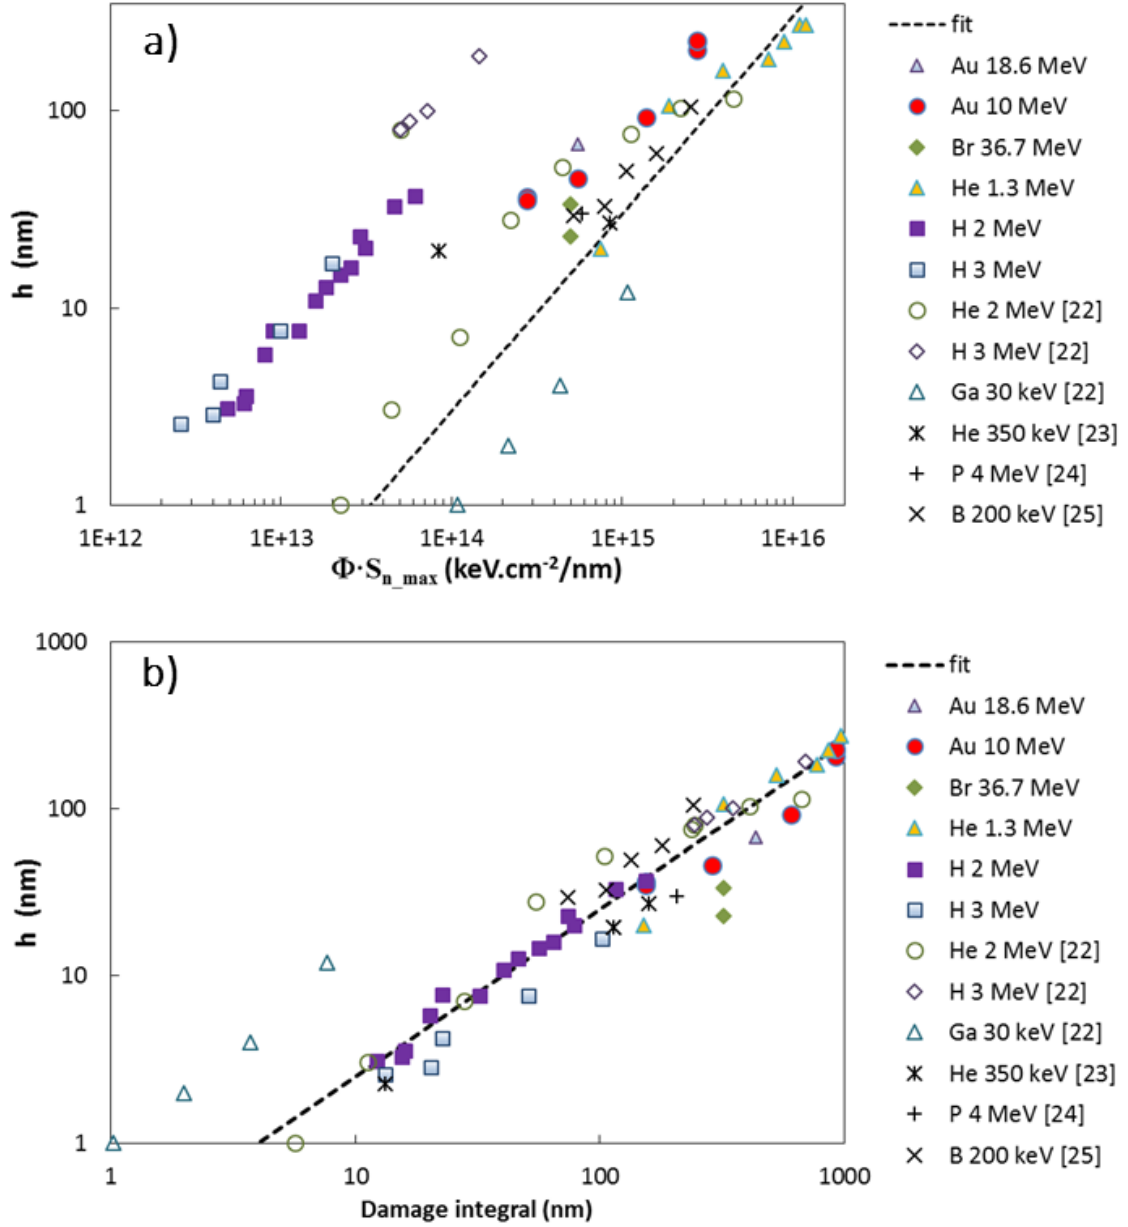 a)
100
10
1
h (nm)
1E+12 1E+13 1E+14 1E+15 1E+16
Φ·Sn_max (keV.cm-2/nm)
fit
Au 18.6 MeV
Au 10 MeV
Br 36.7 MeV
He 1.3 MeV
H 2 MeV
H 3 MeV
He 2 MeV [22]
H 3 MeV [22]
Ga 30 keV [22]
He 350 keV [23]
P 4 MeV [24]
B 200 keV [25]
b)
1000
100
10
1
h (nm)
1 10 100 1000
Damage integral (nm)
fit
Au 18.6 MeV
Au 10 MeV
Br 36.7 MeV
He 1.3 MeV
H 2 MeV
H 3 MeV
He 2 MeV [22]
H 3 MeV [22]
Ga 30 keV [22]
He 350 keV [23]
P 4 MeV [24]
B 200 keV [25]